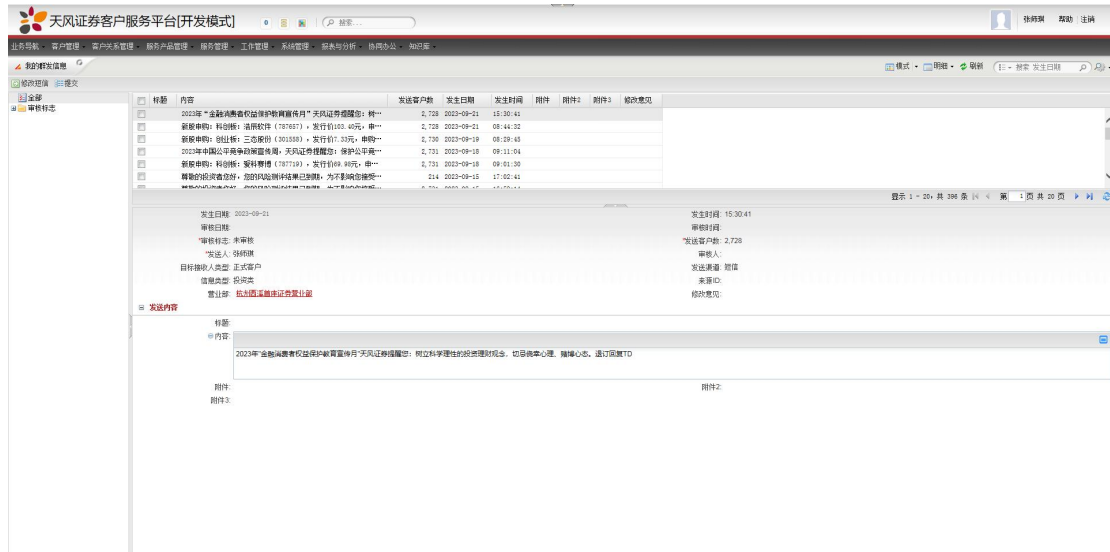 天风证券客户服务平台[开发模式]
0
搜索...
张师琪 帮助 注销
业务导航 客户管理 客户关系管理 服务产品管理 服务管理 工作管理 系统管理 报表与分析 协同办公 知识库
我的群发信息
模式 明细 刷新 搜索 发生日期
修改短信 提交
全部
审核标志
标题 内容 发送客户数 发生日期 发生时间 附件 附件2 附件3 修改意见
2023年“金融消费者权益保护教育宣传月”天风证券提醒您：树… 2,728 2023-09-21 15:30:41
新股申购：科创板：浩辰软件（787657），发行价103.40元，申… 2,728 2023-09-21 08:44:32
新股申购：创业板：三态股份（301558），发行价7.33元，申购… 2,730 2023-09-19 08:29:45
2023年中国公平竞争政策宣传周，天风证券提醒您：保护公平竞… 2,731 2023-09-18 09:11:04
新股申购：科创板：爱科赛博（787719），发行价69.98元，申… 2,731 2023-09-18 09:01:30
尊敬的投资者您好，您的风险测评结果已到期，为不影响您接受… 214 2023-09-15 17:02:41
显示 1 - 20，共 396 条 第 1 页 共 20 页
发生日期: 2023-09-21 发生时间: 15:30:41
审核日期: 审核时间:
*审核标志: 未审核 *发送客户数: 2,728
*发送人: 张师琪 审核人:
目标接收人类型: 正式客户 发送渠道: 短信
信息类型: 投资类 来源ID:
营业部: 杭州西溪首座证券营业部 修改意见:
发送内容
标题:
内容:
2023年“金融消费者权益保护教育宣传月”天风证券提醒您：树立科学理性的投资理财观念，切忌侥幸心理、赌博心态。退订回复TD
附件: 附件2:
附件3: